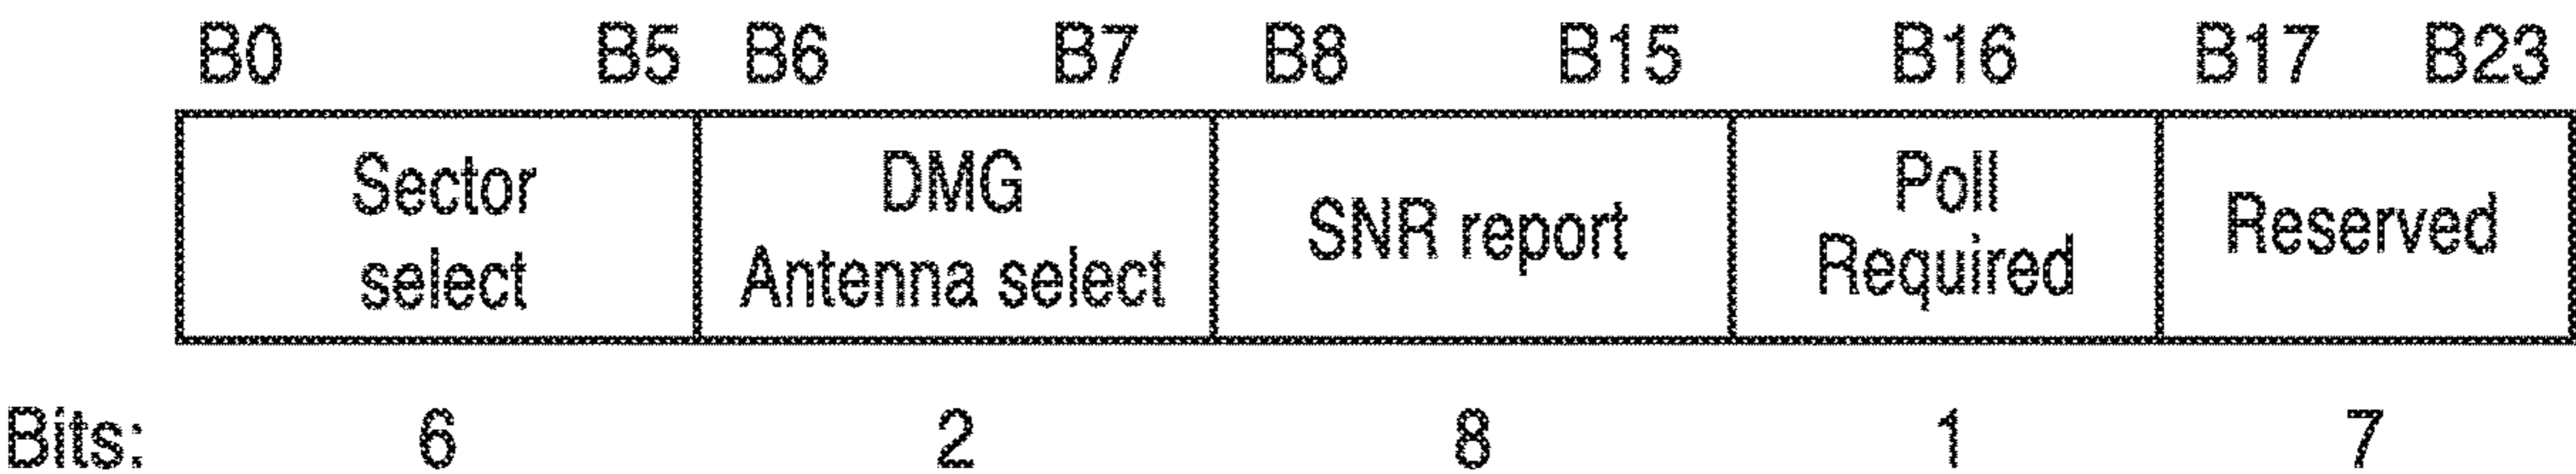 B0 B5 B6 B7 B8 B15 B16 B17 B23
Sector select
DMG Antenna select
SNR report
Poll Required
Reserved
Bits: 6 2 8 1 7